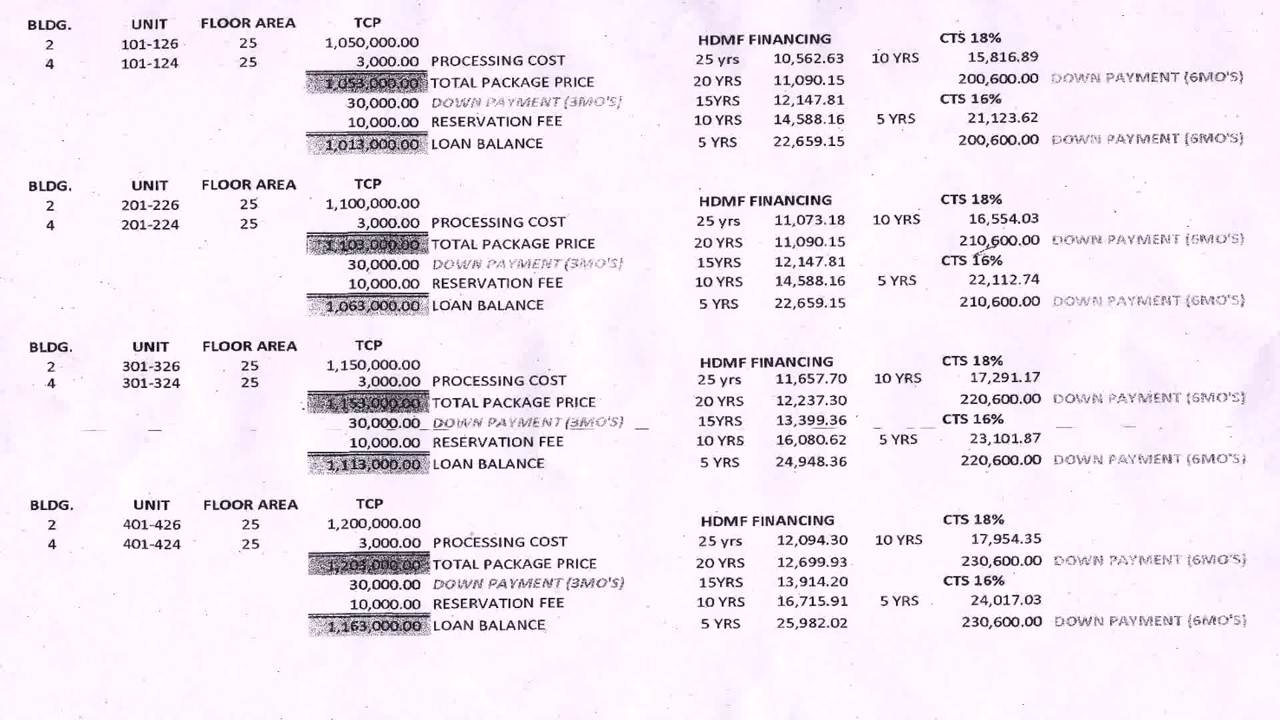 BLDG. UNIT FLOOR AREA TCP
2 101-126 25 1,050,000.00 HDMF FINANCING CTS 18%
4 101-124 25 3,000.00 PROCESSING COST 25 yrs 10,562.63 10 YRS 15,816.89
1,053,000.00 TOTAL PACKAGE PRICE 20 YRS 11,090.15 200,600.00 DOWN PAYMENT (6MO'S)
30,000.00 DOWN PAYMENT (3MO'S) 15YRS 12,147.81 CTS 16%
10,000.00 RESERVATION FEE 10 YRS 14,588.16 5 YRS 21,123.62
1,013,000.00 LOAN BALANCE 5 YRS 22,659.15 200,600.00 DOWN PAYMENT (6MO'S)
BLDG. UNIT FLOOR AREA TCP
2 201-226 25 1,100,000.00 HDMF FINANCING CTS 18%
4 201-224 25 3,000.00 PROCESSING COST 25 yrs 11,073.18 10 YRS 16,554.03
1,103,000.00 TOTAL PACKAGE PRICE 20 YRS 11,090.15 210,600.00 DOWN PAYMENT (6MO'S)
30,000.00 DOWN PAYMENT (3MO'S) 15YRS 12,147.81 CTS 16%
10,000.00 RESERVATION FEE 10 YRS 14,588.16 5 YRS 22,112.74
1,063,000.00 LOAN BALANCE 5 YRS 22,659.15 210,600.00 DOWN PAYMENT (6MO'S)
BLDG. UNIT FLOOR AREA TCP
2 301-326 25 1,150,000.00 HDMF FINANCING CTS 18%
4 301-324 25 3,000.00 PROCESSING COST 25 yrs 11,657.70 10 YRS 17,291.17
1,153,000.00 TOTAL PACKAGE PRICE 20 YRS 12,237.30 220,600.00 DOWN PAYMENT (6MO'S)
30,000.00 DOWN PAYMENT (3MO'S) 15YRS 13,399.36 CTS 16%
10,000.00 RESERVATION FEE 10 YRS 16,080.62 5 YRS 23,101.87
1,113,000.00 LOAN BALANCE 5 YRS 24,948.36 220,600.00 DOWN PAYMENT (6MO'S)
BLDG. UNIT FLOOR AREA TCP
2 401-426 25 1,200,000.00 HDMF FINANCING CTS 18%
4 401-424 25 3,000.00 PROCESSING COST 25 yrs 12,094.30 10 YRS 17,954.35
1,203,000.00 TOTAL PACKAGE PRICE 20 YRS 12,699.93 230,600.00 DOWN PAYMENT (6MO'S)
30,000.00 DOWN PAYMENT (3MO'S) 15YRS 13,914.20 CTS 16%
10,000.00 RESERVATION FEE 10 YRS 16,715.91 5 YRS 24,017.03
1,163,000.00 LOAN BALANCE 5 YRS 25,982.02 230,600.00 DOWN PAYMENT (6MO'S)